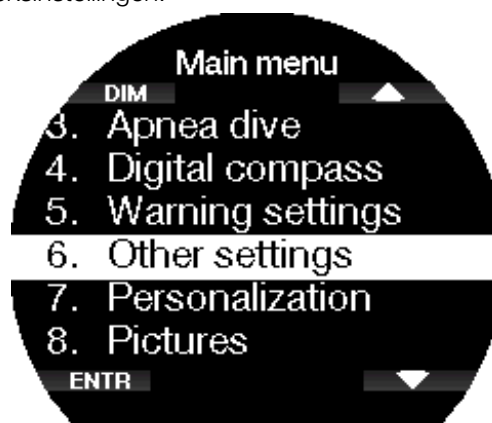 Main menu
DIM
3. Apnea dive
4. Digital compass
5. Warning settings
6. Other settings
7. Personalization
8. Pictures
ENTR